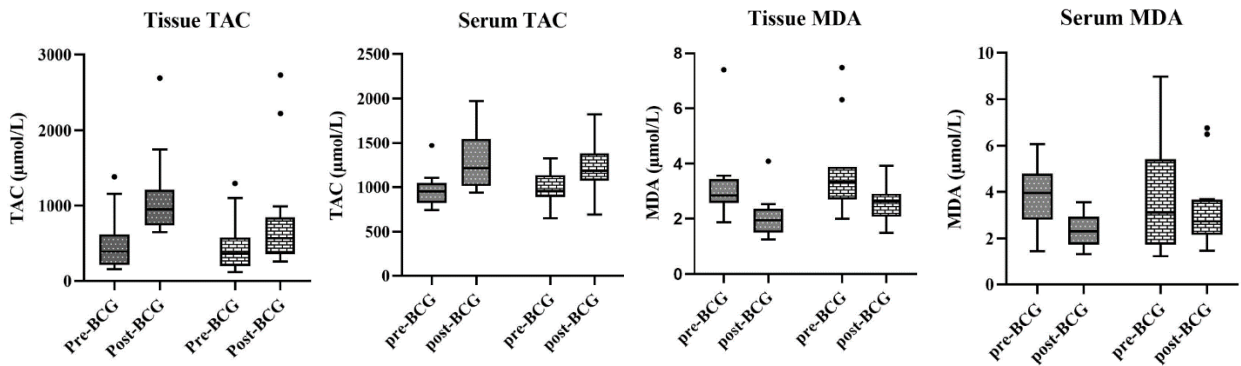 Tissue TAC
TAC (μmol/L)
3000
2000
1000
0
Pre-BCG
Post-BCG
Pre-BCG
Post-BCG
Serum TAC
TAC (μmol/L)
2500
2000
1500
1000
500
0
pre-BCG
post-BCG
pre-BCG
post-BCG
Tissue MDA
MDA (μmol/L)
8
6
4
2
0
pre-BCG
post-BCG
pre-BCG
post-BCG
Serum MDA
MDA (μmol/L)
10
8
6
4
2
0
pre-BCG
post-BCG
pre-BCG
post-BCG